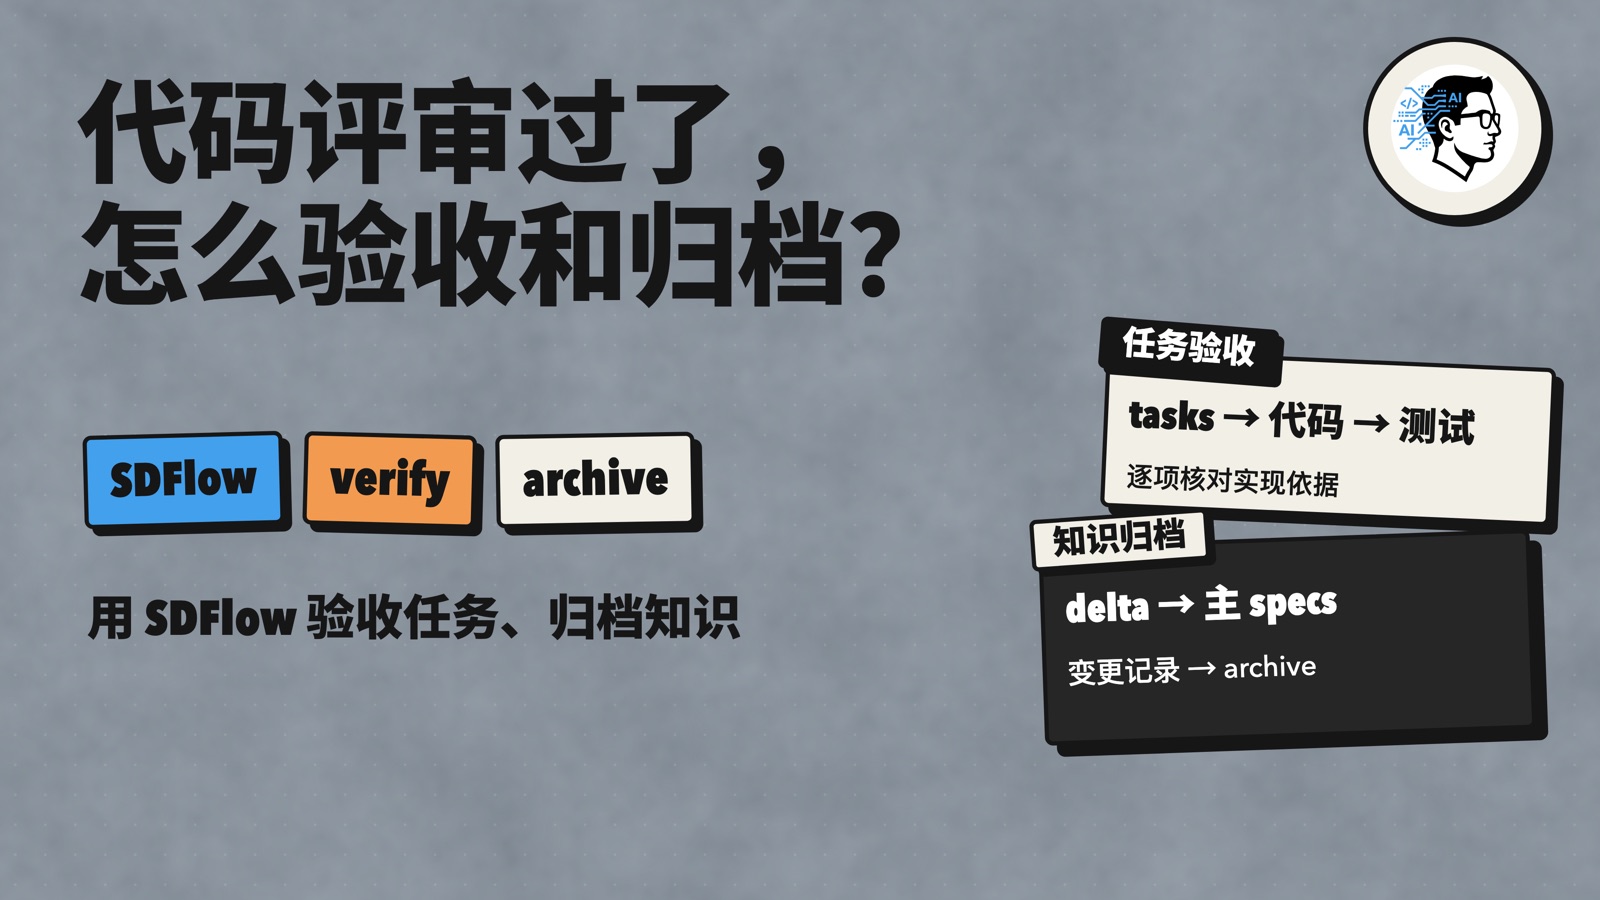 代码评审过了，
怎么验收和归档？
SDFlow
verify
archive
用 SDFlow 验收任务、归档知识
</>
AI
AI
任务验收
tasks → 代码 → 测试
逐项核对实现依据
知识归档
delta → 主 specs
变更记录 → archive